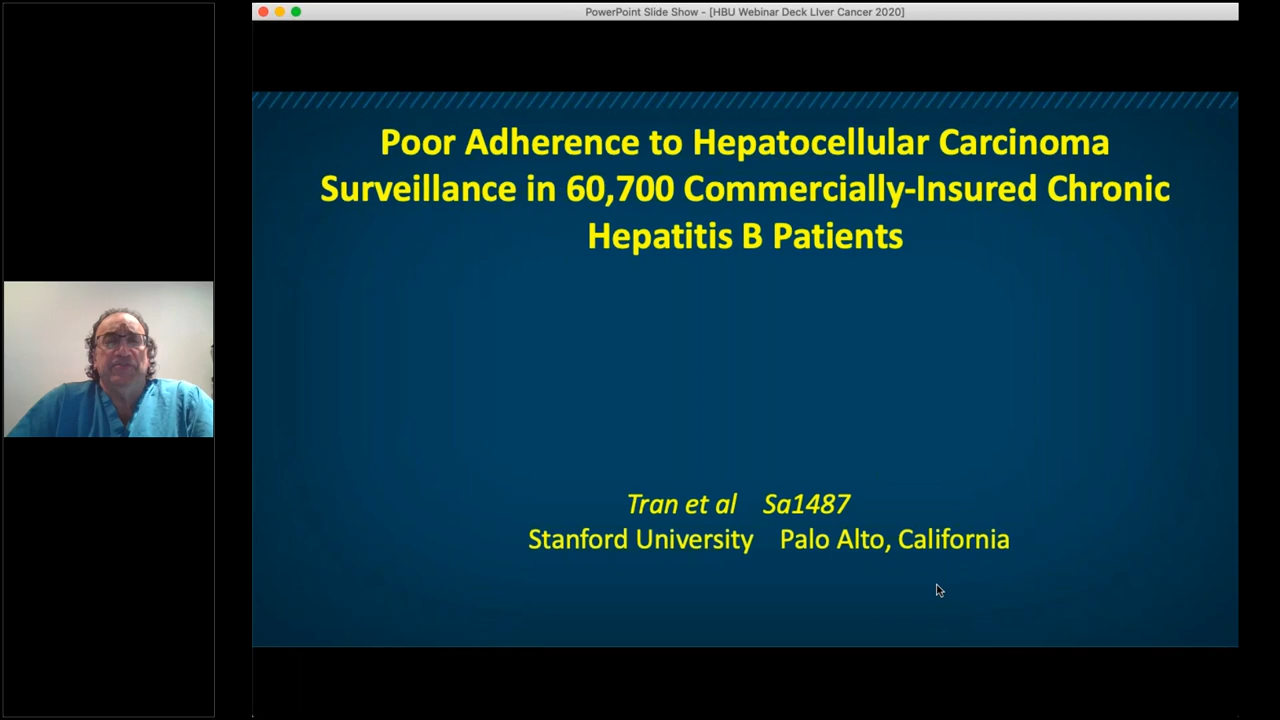 PowerPoint Slide Show - [HBU Webinar Deck LIver Cancer 2020]
Poor Adherence to Hepatocellular Carcinoma
Surveillance in 60,700 Commercially-Insured Chronic
Hepatitis B Patients
Tran et al Sa1487
Stanford University Palo Alto, California